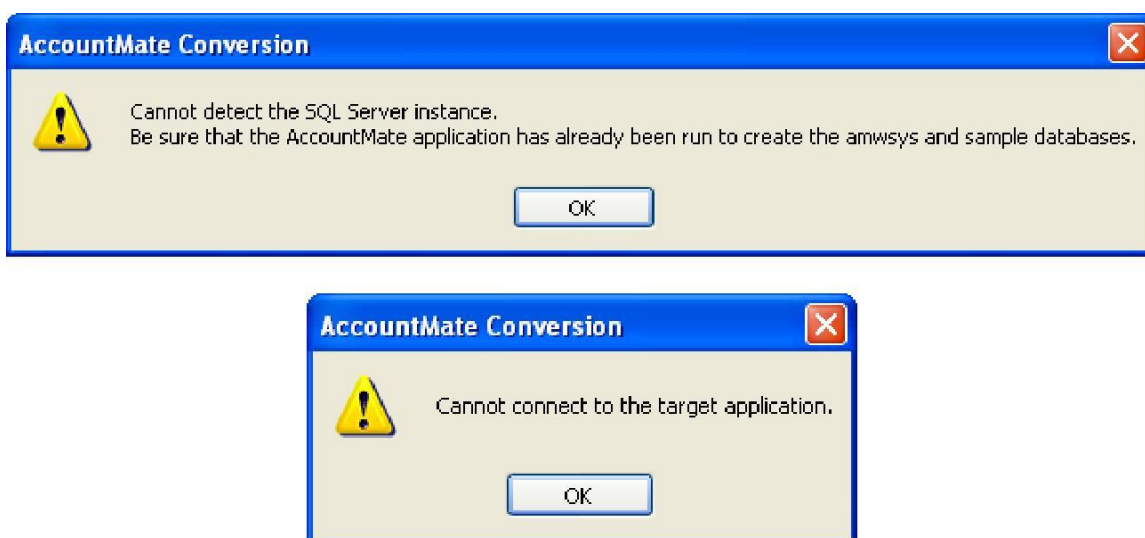 AccountMate Conversion
Cannot detect the SQL Server instance.
Be sure that the AccountMate application has already been run to create the amwsys and sample databases.
OK
AccountMate Conversion
Cannot connect to the target application.
OK